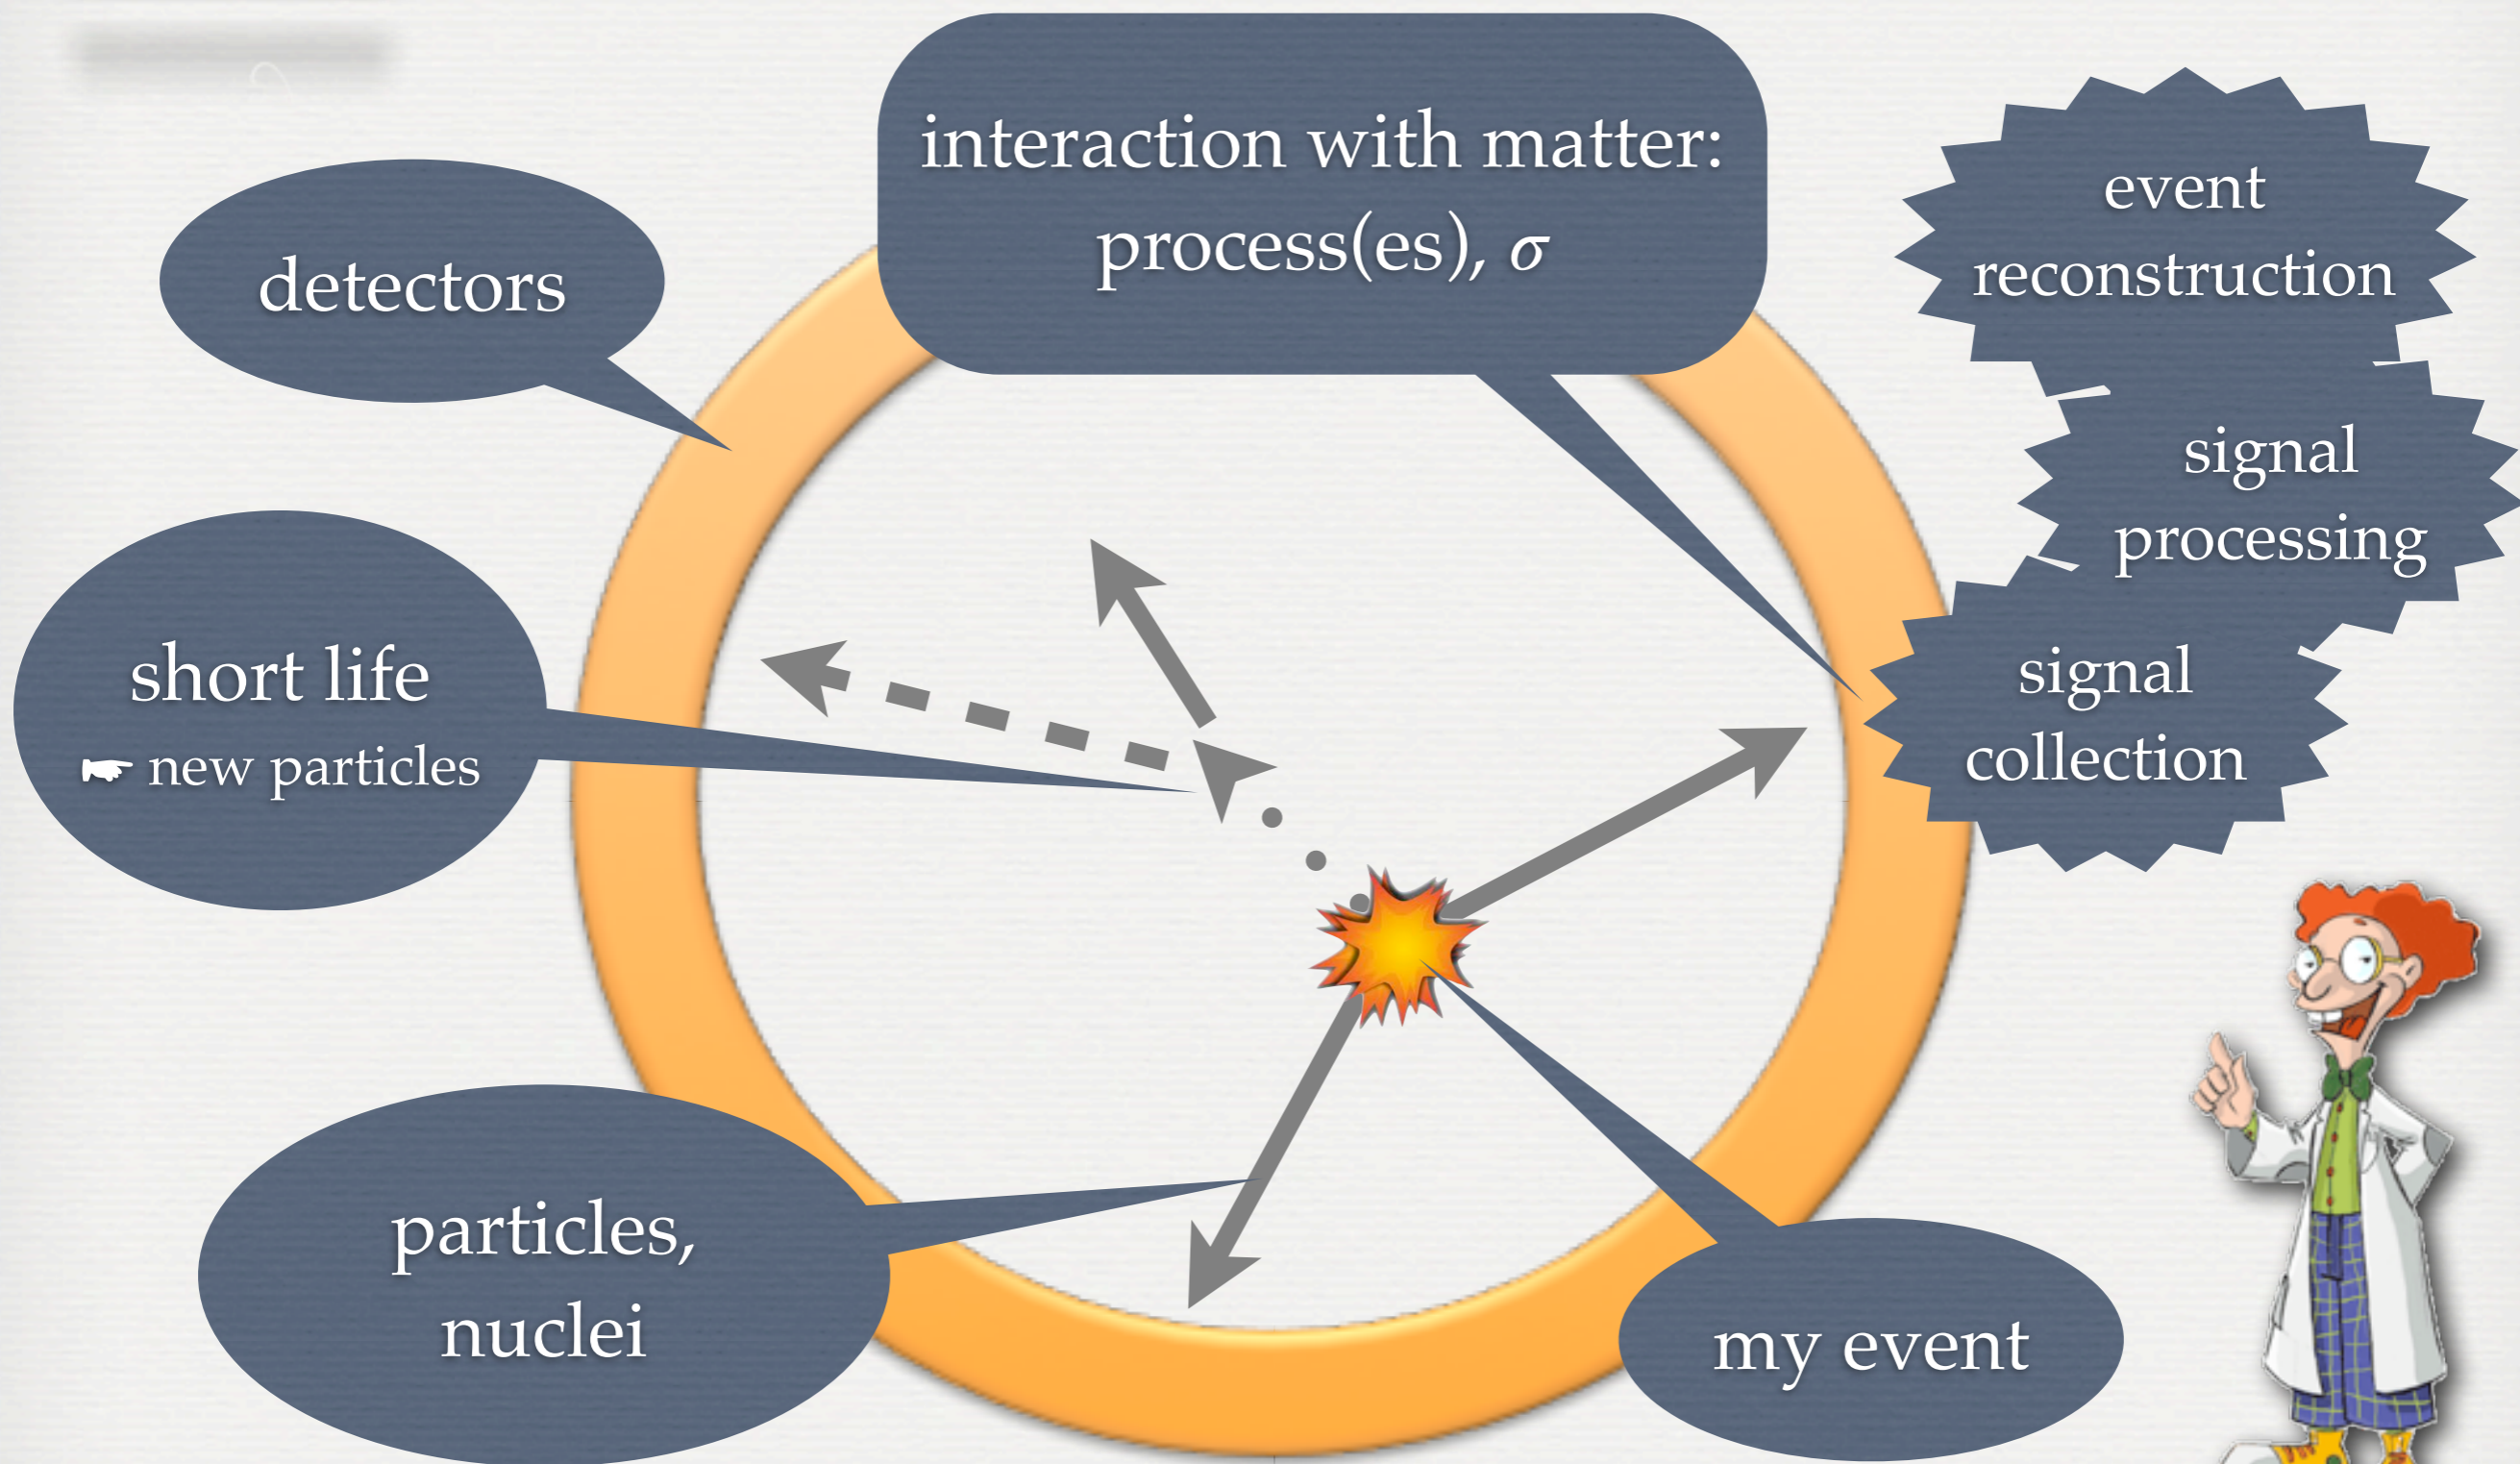 interaction with matter:
process(es), σ
event
reconstruction
detectors
signal
processing
short life
☛ new particles
signal
collection
particles,
nuclei
my event